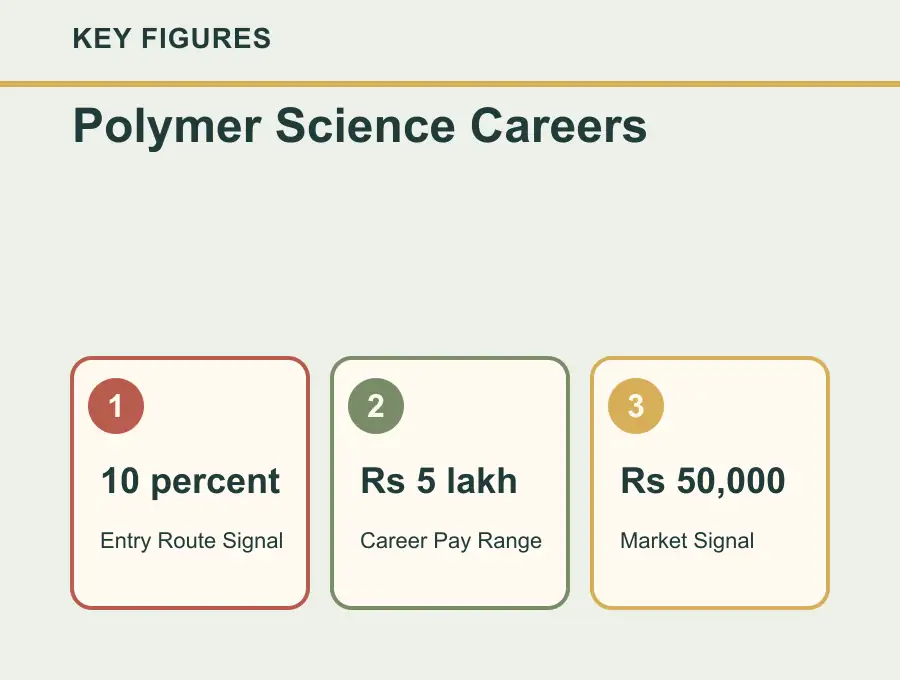 KEY FIGURES
Polymer Science Careers
1
10 percent
Entry Route Signal
2
Rs 5 lakh
Career Pay Range
3
Rs 50,000
Market Signal